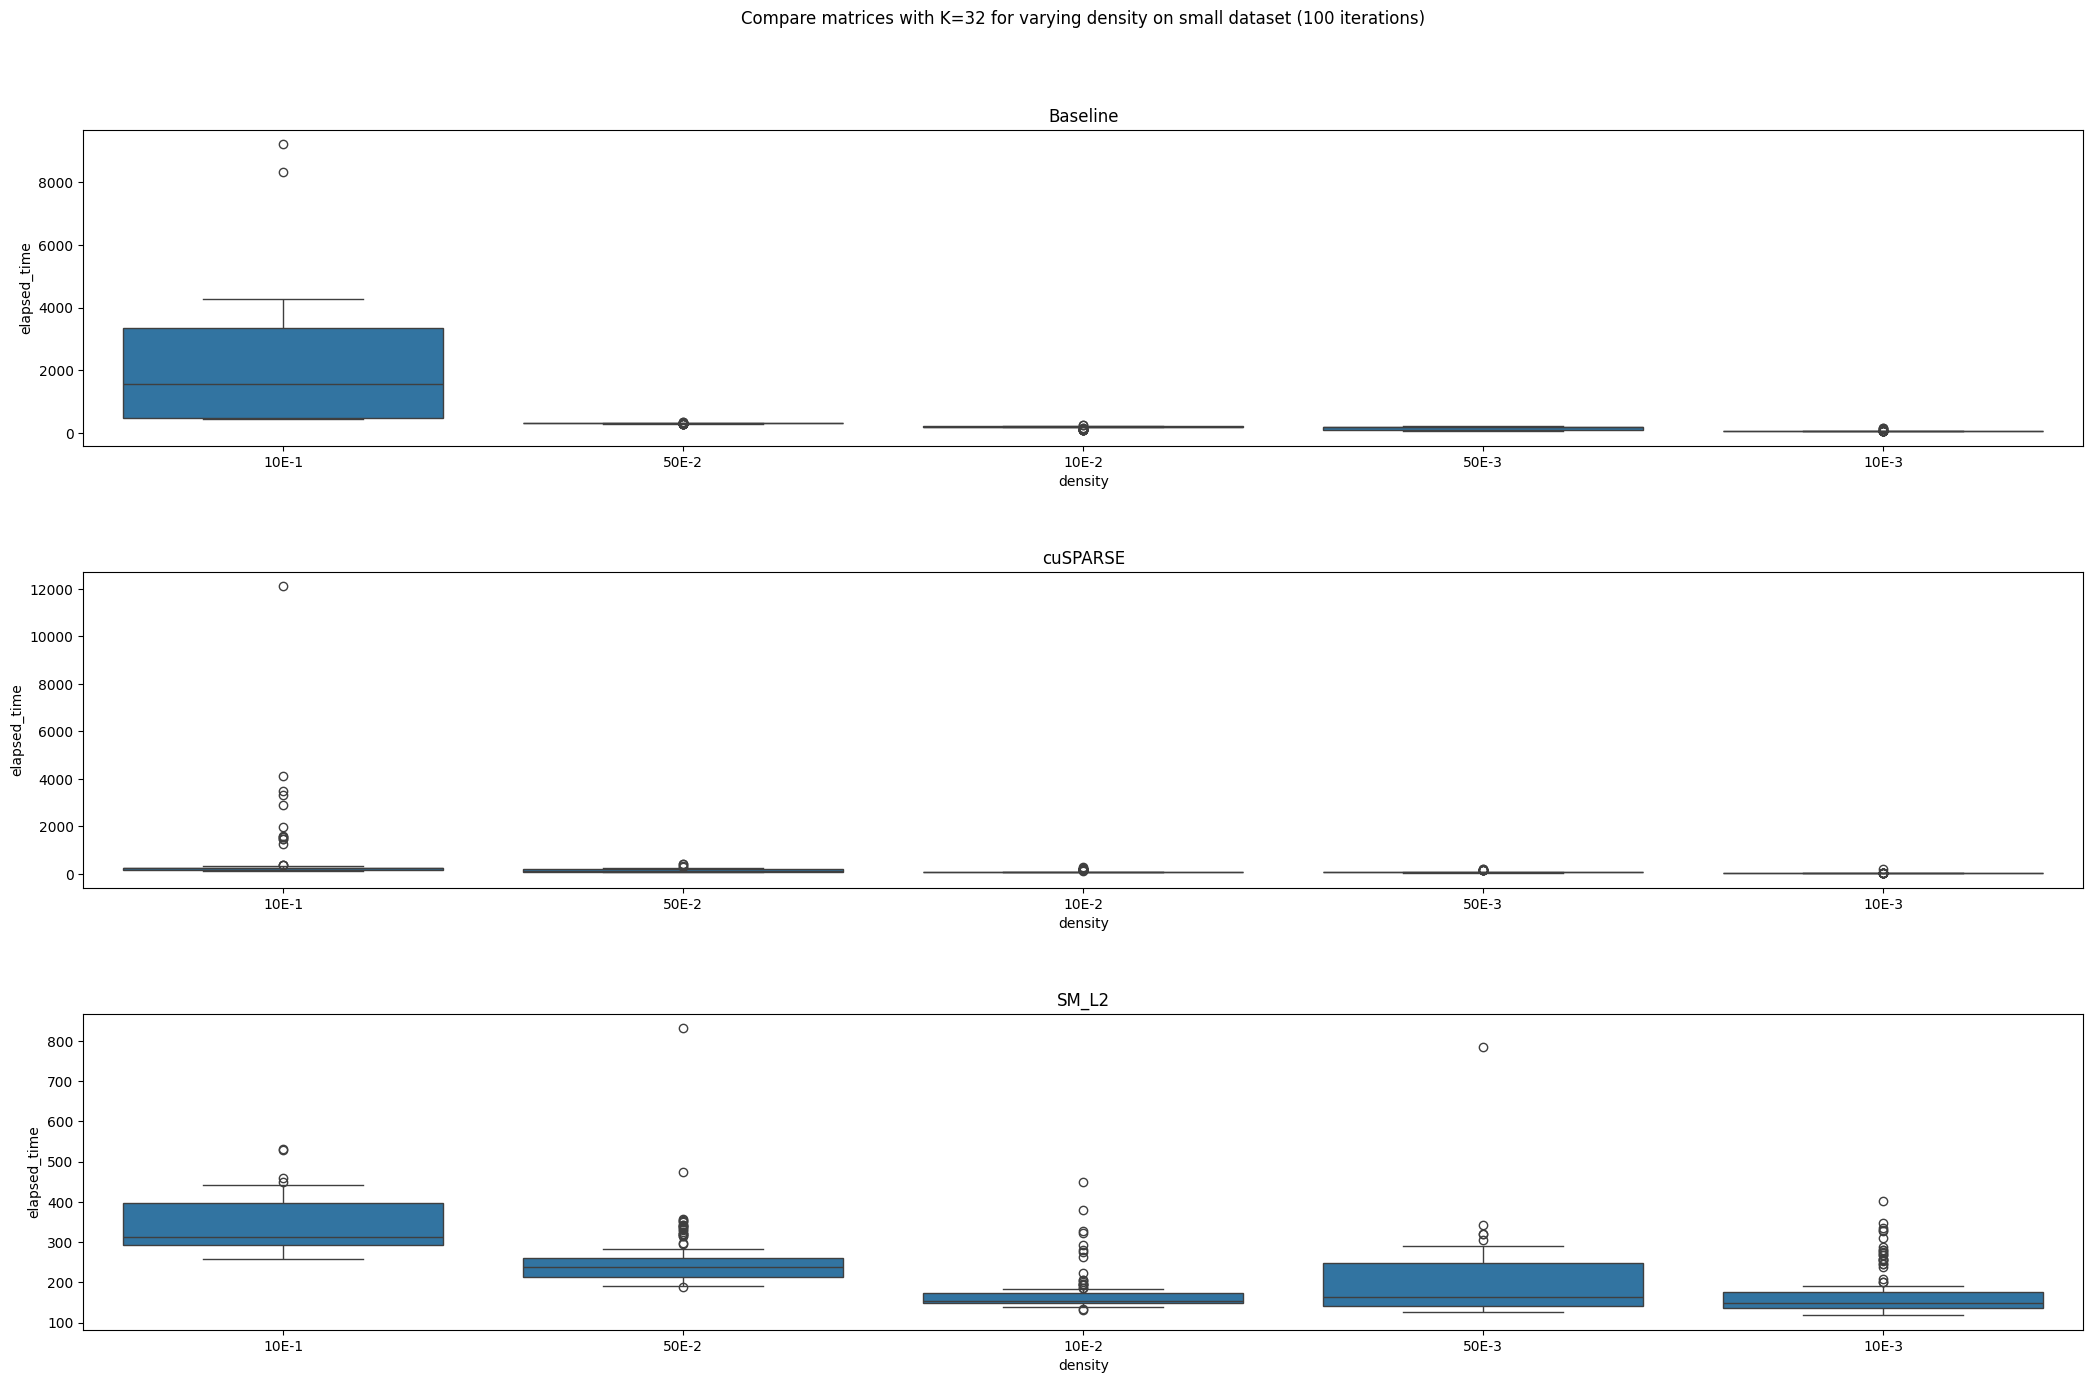 Compare matrices with K=32 for varying density on small dataset (100 iterations)
Baseline
elapsed_time
8000
6000
4000
2000
0
10E-1 50E-2 10E-2 50E-3 10E-3
density
cuSPARSE
elapsed_time
12000
10000
8000
6000
4000
2000
0
10E-1 50E-2 10E-2 50E-3 10E-3
density
SM_L2
elapsed_time
800
700
600
500
400
300
200
100
10E-1 50E-2 10E-2 50E-3 10E-3
density